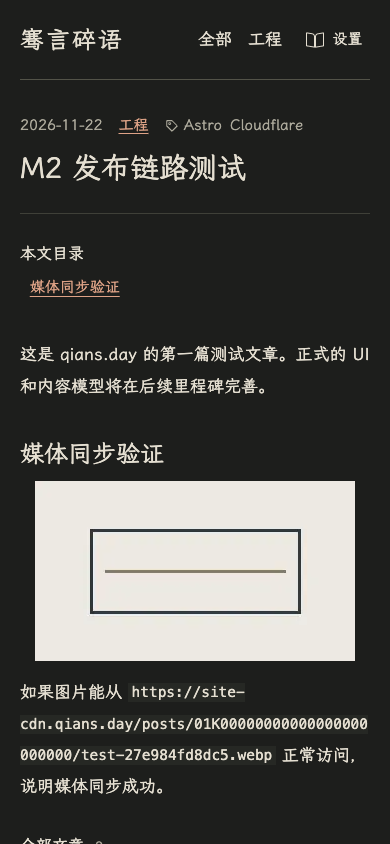 骞言碎语 全部 工程 设置
2026-11-22 工程 Astro Cloudflare
M2 发布链路测试
本文目录
媒体同步验证
这是 qians.day 的第一篇测试文章。正式的 UI
和内容模型将在后续里程碑完善。
媒体同步验证
如果图片能从 https://site-
cdn.qians.day/posts/01K00000000000000000
000000/test-27e984fd8dc5.webp 正常访问，
说明媒体同步成功。